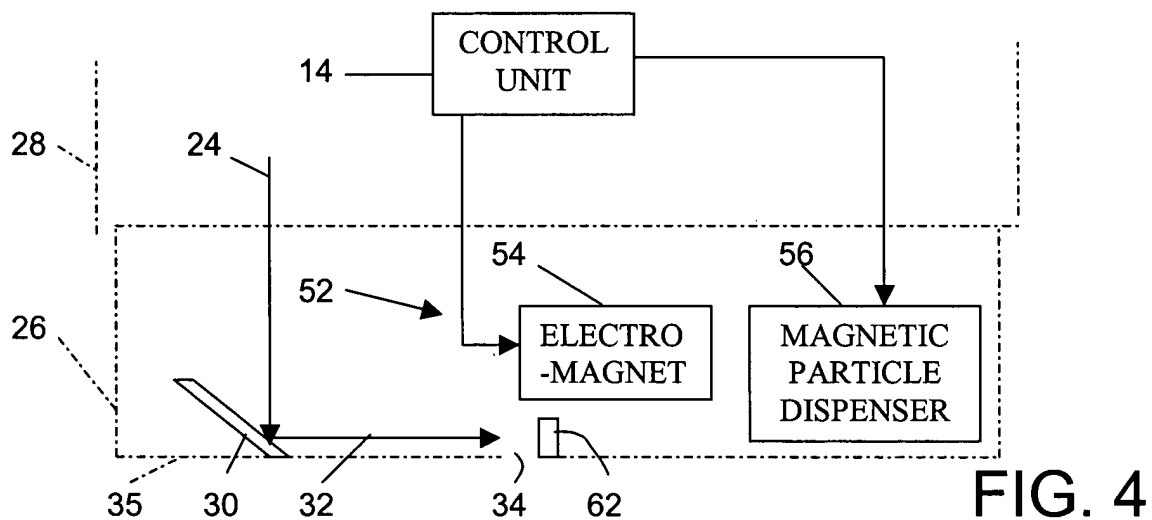 CONTROL
UNIT
14
28
24
54
56
52
26
ELECTRO
-MAGNET
MAGNETIC
PARTICLE
DISPENSER
35
30
32
34
62
FIG. 4